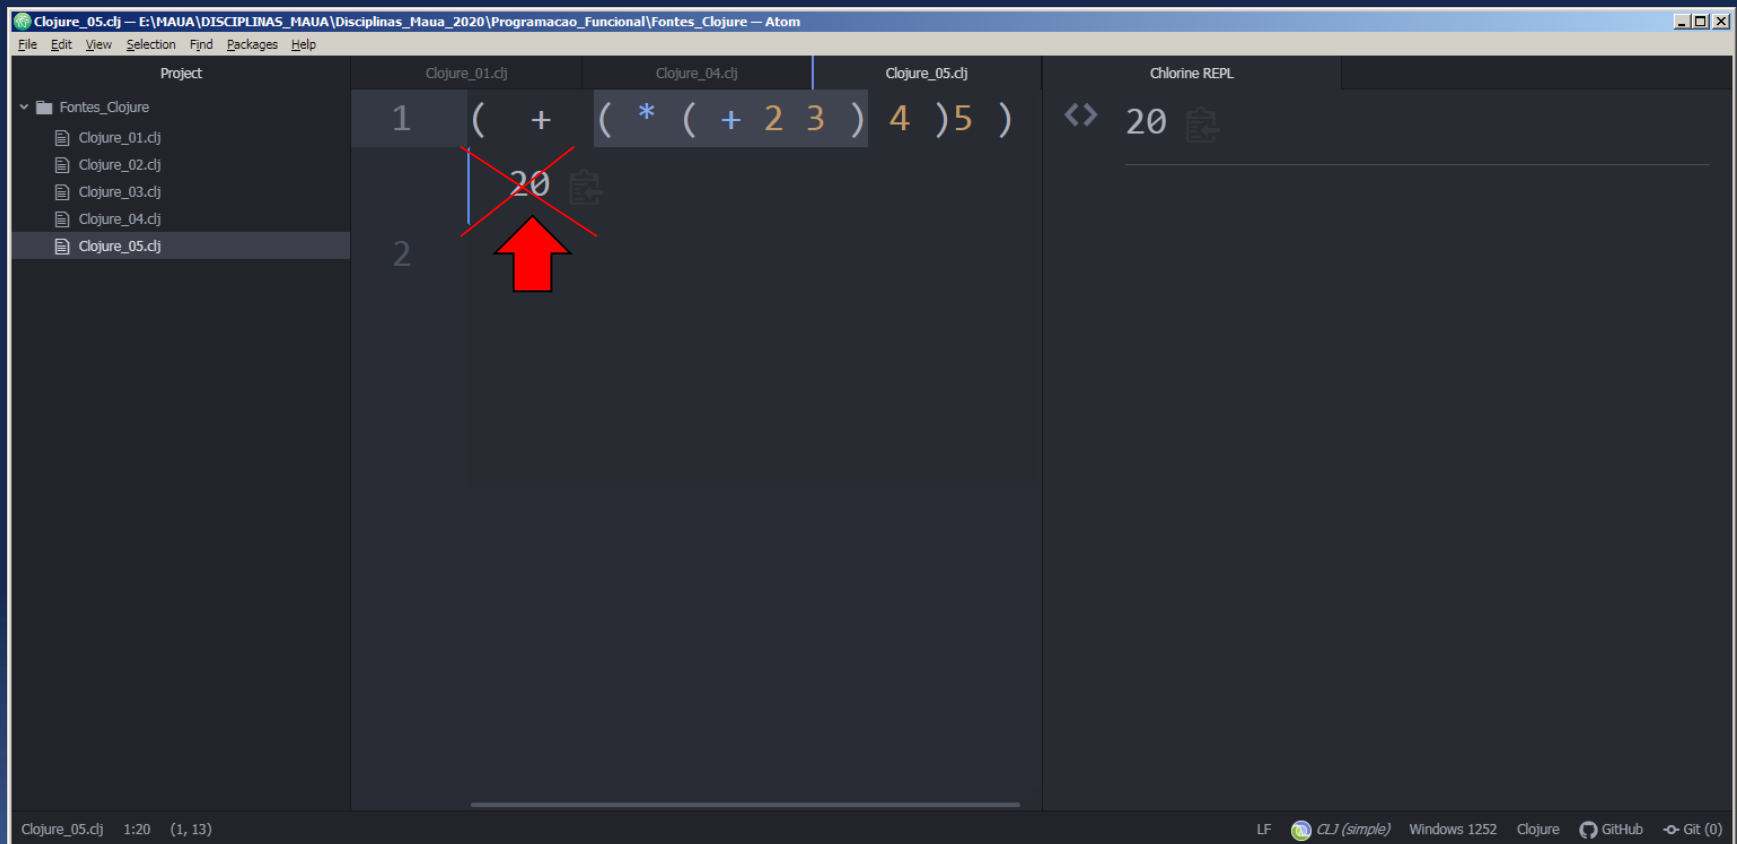 Clojure_05.clj — E:\MAUA\DISCIPLINAS_MAUA\Disciplinas_Maua_2020\Programacao_Funcional\Fontes_Clojure — Atom
File Edit View Selection Find Packages Help
Project
Fontes_Clojure
Clojure_01.clj
Clojure_02.clj
Clojure_03.clj
Clojure_04.clj
Clojure_05.clj
Clojure_01.clj Clojure_04.clj Clojure_05.clj
1 ( + ( * ( + 2 3 ) 4 )5 )
20
2
Chlorine REPL
20
Clojure_05.clj 1:20 (1, 13)
LF CLJ (simple) Windows 1252 Clojure GitHub Git (0)